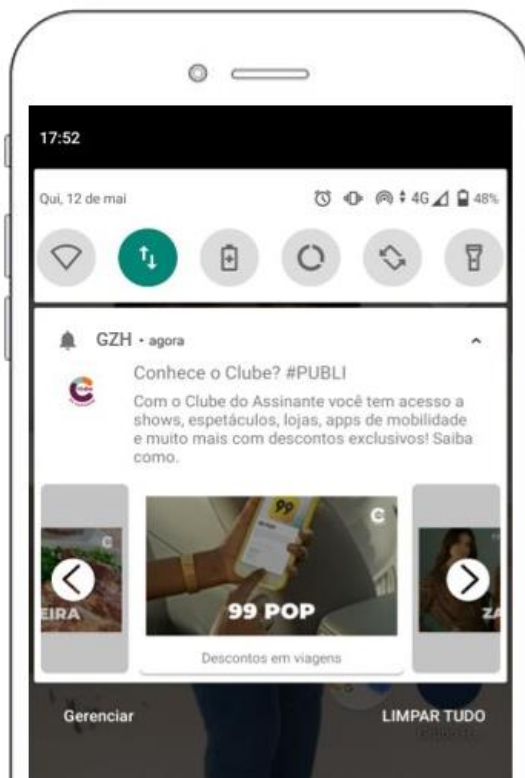 17:52
Qui, 12 de mai 4G 48%
GZH • agora
Conhece o Clube? #PUBLI
Com o Clube do Assinante você tem acesso a
shows, espetáculos, lojas, apps de mobilidade
e muito mais com descontos exclusivos! Saiba
como.
EIRA
99
C
99 POP
ZA
Descontos em viagens
Gerenciar LIMPAR TUDO